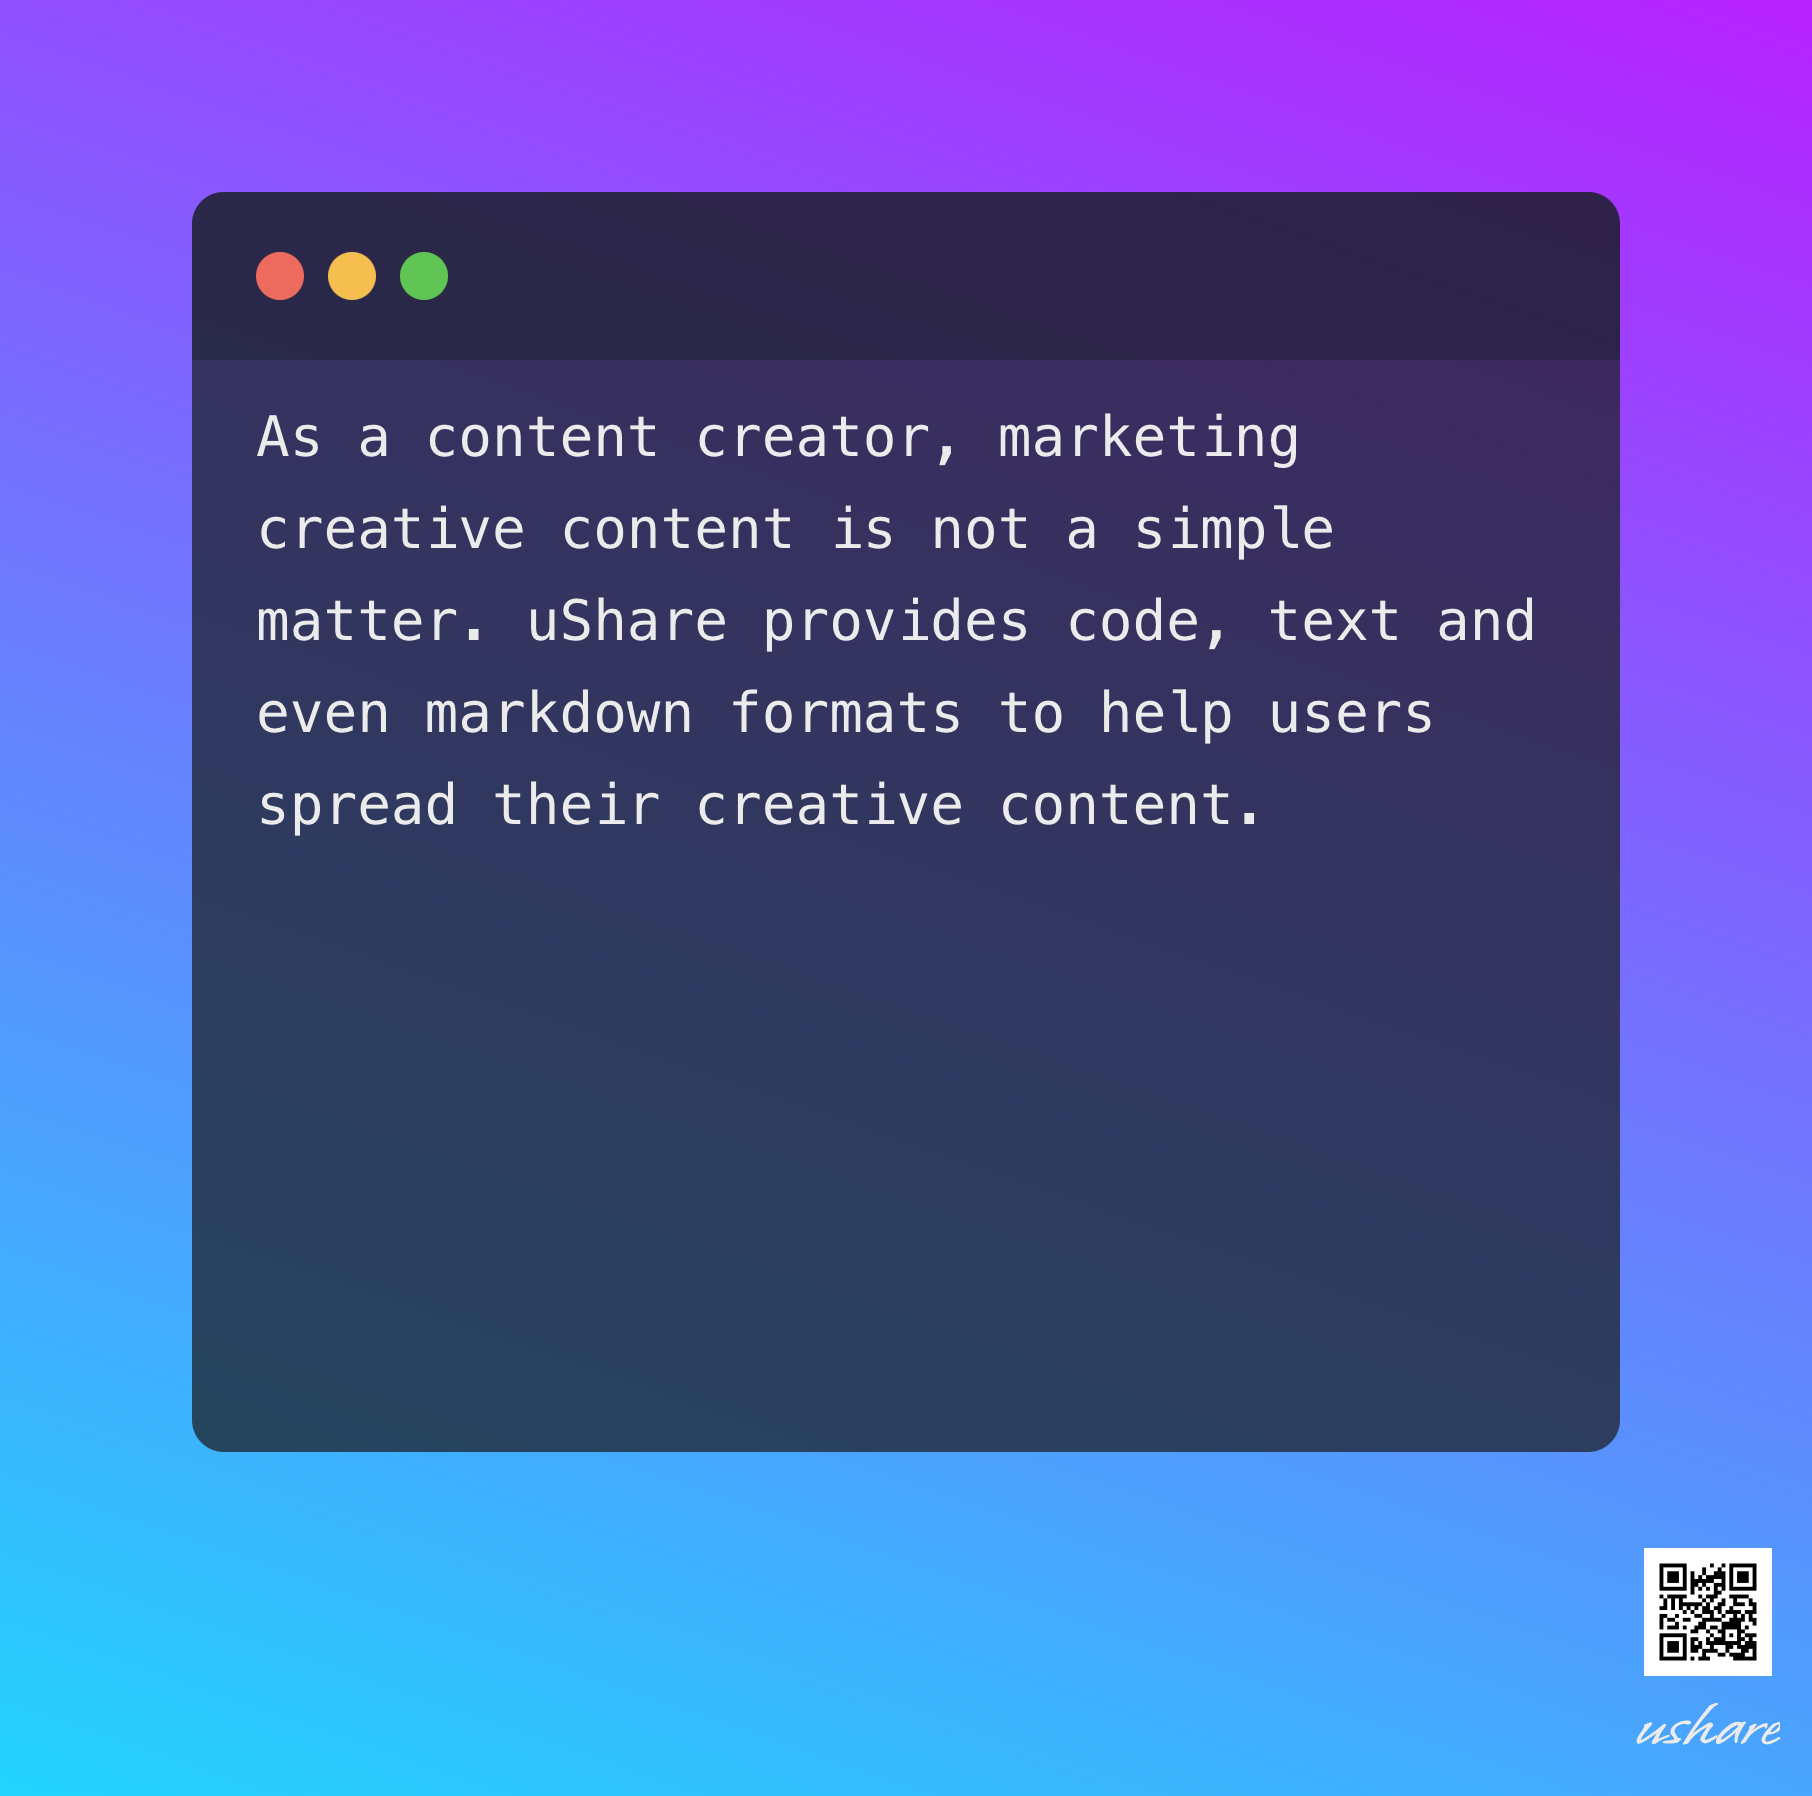 As a content creator, marketing
creative content is not a simple
matter. uShare provides code, text and
even markdown formats to help users
spread their creative content.
ushare